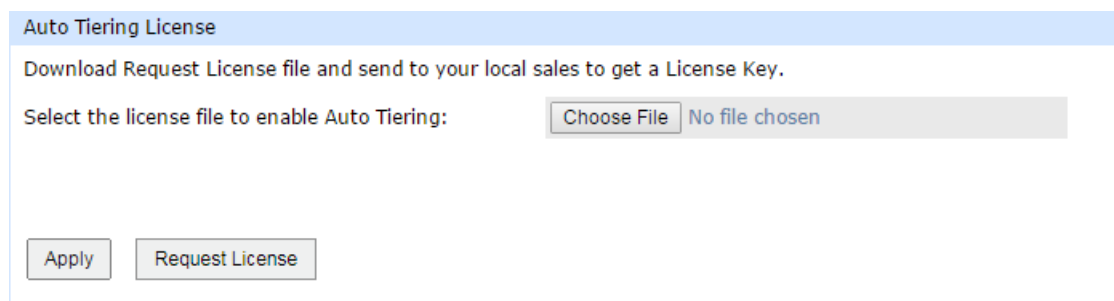 Auto Tiering License
Download Request License file and send to your local sales to get a License Key.
Select the license file to enable Auto Tiering: Choose File No file chosen
Apply Request License